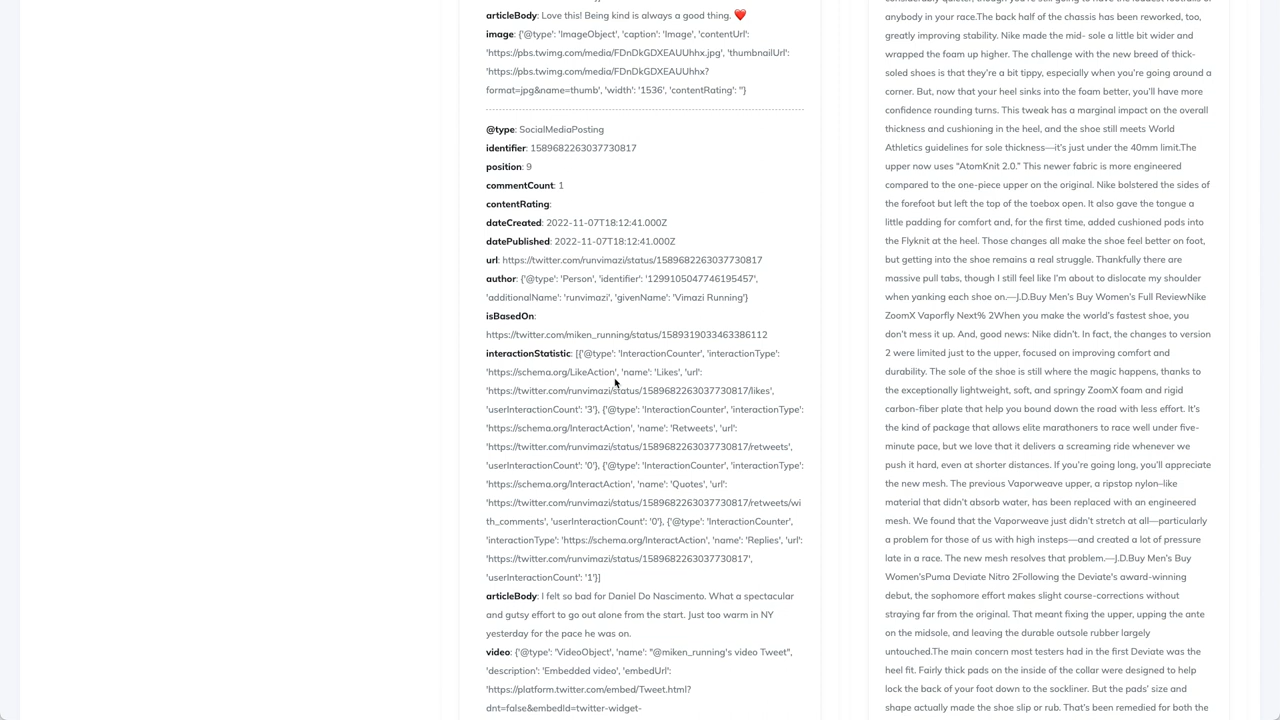 articleBody: Love this! Being kind is always a good thing. ❤️
image: {'@type': 'ImageObject', 'caption': 'Image', 'contentUrl':
'https://pbs.twimg.com/media/FDnDkGDXEAUUhhx.jpg', 'thumbnailUrl':
'https://pbs.twimg.com/media/FDnDkGDXEAUUhhx?
format=jpg&name=thumb', 'width': '1536', 'contentRating': ''}
@type: SocialMediaPosting
identifier: 1589682263037730817
position: 9
commentCount: 1
contentRating:
dateCreated: 2022-11-07T18:12:41.000Z
datePublished: 2022-11-07T18:12:41.000Z
url: https://twitter.com/runvimazi/status/1589682263037730817
author: {'@type': 'Person', 'identifier': '1299105047746195457',
'additionalName': 'runvimazi', 'givenName': 'Vimazi Running'}
isBasedOn:
https://twitter.com/miken_running/status/1589319033463386112
interactionStatistic: [{'@type': 'InteractionCounter', 'interactionType':
'https://schema.org/LikeAction', 'name': 'Likes', 'url':
'https://twitter.com/runvimazi/status/1589682263037730817/likes',
'userInteractionCount': '3'}, {'@type': 'InteractionCounter', 'interactionType':
'https://schema.org/InteractAction', 'name': 'Retweets', 'url':
'https://twitter.com/runvimazi/status/1589682263037730817/retweets',
'userInteractionCount': '0'}, {'@type': 'InteractionCounter', 'interactionType':
'https://schema.org/InteractAction', 'name': 'Quotes', 'url':
'https://twitter.com/runvimazi/status/1589682263037730817/retweets/wi
th_comments', 'userInteractionCount': '0'}, {'@type': 'InteractionCounter',
'interactionType': 'https://schema.org/InteractAction', 'name': 'Replies', 'url':
'https://twitter.com/runvimazi/status/1589682263037730817',
'userInteractionCount': '1'}]
articleBody: I felt so bad for Daniel Do Nascimento. What a spectacular
and gutsy effort to go out alone from the start. Just too warm in NY
yesterday for the pace he was on.
video: {'@type': 'VideoObject', 'name': "@miken_running's video Tweet",
'description': 'Embedded video', 'embedUrl':
'https://platform.twitter.com/embed/Tweet.html?
dnt=false&embedId=twitter-widget-
anybody in your race.The back half of the chassis has been reworked, too,
greatly improving stability. Nike made the mid- sole a little bit wider and
wrapped the foam up higher. The challenge with the new breed of thick-
soled shoes is that they're a bit tippy, especially when you're going around a
corner. But, now that your heel sinks into the foam better, you'll have more
confidence rounding turns. This tweak has a marginal impact on the overall
thickness and cushioning in the heel, and the shoe still meets World
Athletics guidelines for sole thickness—it's just under the 40mm limit.The
upper now uses “AtomKnit 2.0.” This newer fabric is more engineered
compared to the one-piece upper on the original. Nike bolstered the sides of
the forefoot but left the top of the toebox open. It also gave the tongue a
little padding for comfort and, for the first time, added cushioned pods into
the Flyknit at the heel. Those changes all make the shoe feel better on foot,
but getting into the shoe remains a real struggle. Thankfully there are
massive pull tabs, though I still feel like I'm about to dislocate my shoulder
when yanking each shoe on.—J.D.Buy Men's Buy Women's Full ReviewNike
ZoomX Vaporfly Next% 2When you make the world's fastest shoe, you
don't mess it up. And, good news: Nike didn't. In fact, the changes to version
2 were limited just to the upper, focused on improving comfort and
durability. The sole of the shoe is still where the magic happens, thanks to
the exceptionally lightweight, soft, and springy ZoomX foam and rigid
carbon-fiber plate that help you bound down the road with less effort. It's
the kind of package that allows elite marathoners to race well under five-
minute pace, but we love that it delivers a screaming ride whenever we
push it hard, even at shorter distances. If you're going long, you'll appreciate
the new mesh. The previous Vaporweave upper, a ripstop nylon–like
material that didn't absorb water, has been replaced with an engineered
mesh. We found that the Vaporweave just didn't stretch at all—particularly
a problem for those of us with high insteps—and created a lot of pressure
late in a race. The new mesh resolves that problem.—J.D.Buy Men's Buy
Women'sPuma Deviate Nitro 2Following the Deviate's award-winning
debut, the sophomore effort makes slight course-corrections without
straying far from the original. That meant fixing the upper, upping the ante
on the midsole, and leaving the durable outsole rubber largely
untouched.The main concern most testers had in the first Deviate was the
heel fit. Fairly thick pads on the inside of the collar were designed to help
lock the back of your foot down to the sockliner. But the pads' size and
shape actually made the shoe slip or rub. That's been remedied for both the